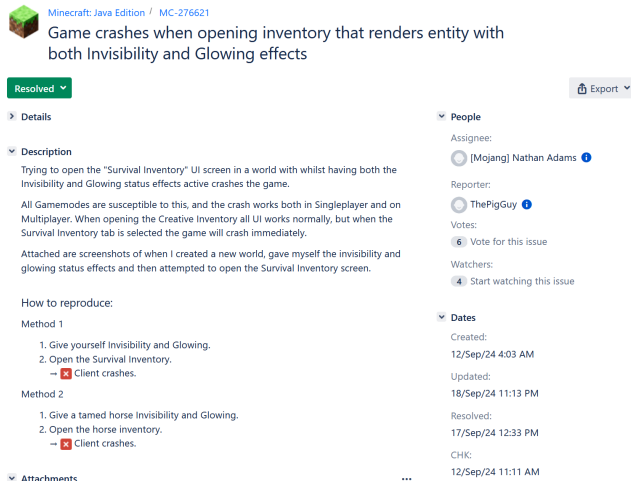 Minecraft: Java Edition / MC-276621
Game crashes when opening inventory that renders entity with
both Invisibility and Glowing effects
Resolved
Export
Details
Description
Trying to open the "Survival Inventory" UI screen in a world with whilst having both the
Invisibility and Glowing status effects active crashes the game.
All Gamemodes are susceptible to this, and the crash works both in Singleplayer and on
Multiplayer. When opening the Creative Inventory all UI works normally, but when the
Survival Inventory tab is selected the game will crash immediately.
Attached are screenshots of when I created a new world, gave myself the invisibility and
glowing status effects and then attempted to open the Survival Inventory screen.
How to reproduce:
Method 1
1. Give yourself Invisibility and Glowing.
2. Open the Survival Inventory.
→ Client crashes.
Method 2
1. Give a tamed horse Invisibility and Glowing.
2. Open the horse inventory.
→ Client crashes.
Attachments
People
Assignee:
[Mojang] Nathan Adams
Reporter:
ThePigGuy
Votes:
6 Vote for this issue
Watchers:
4 Start watching this issue
Dates
Created:
12/Sep/24 4:03 AM
Updated:
18/Sep/24 11:13 PM
Resolved:
17/Sep/24 12:33 PM
CHK:
12/Sep/24 11:11 AM